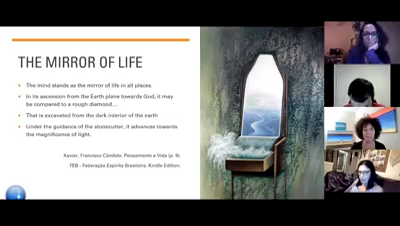 THE MIRROR OF LIFE
The mind stands as the mirror of life in all places.
In its ascension from the Earth plane towards God, it may
be compared to a rough diamond…
That is excavated from the dark interior of the earth
Under the guidance of the stonecutter, it advances towards
the magnificence of light.
Xavier, Francisco Cândido. Pensamento e Vida (p. 9).
FEB - Federação Espírita Brasileira. Kindle Edition.